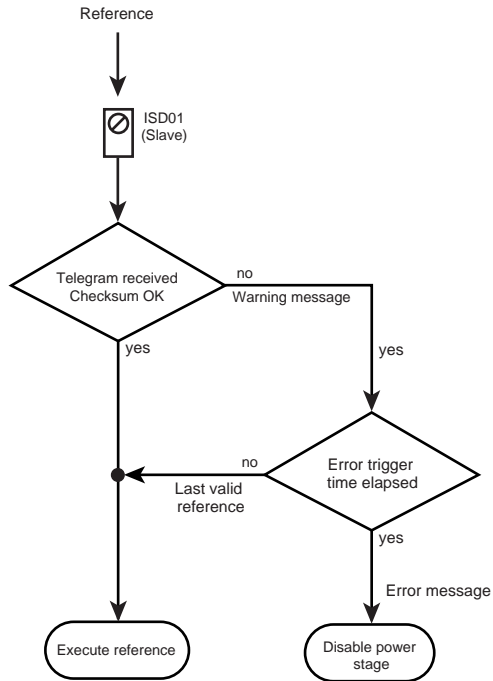 Reference
ISD01
(Slave)
Telegram received
Checksum OK
no
Warning message
yes
yes
Error trigger
time elapsed
no
Last valid
reference
yes
Error message
Execute reference
Disable power
stage